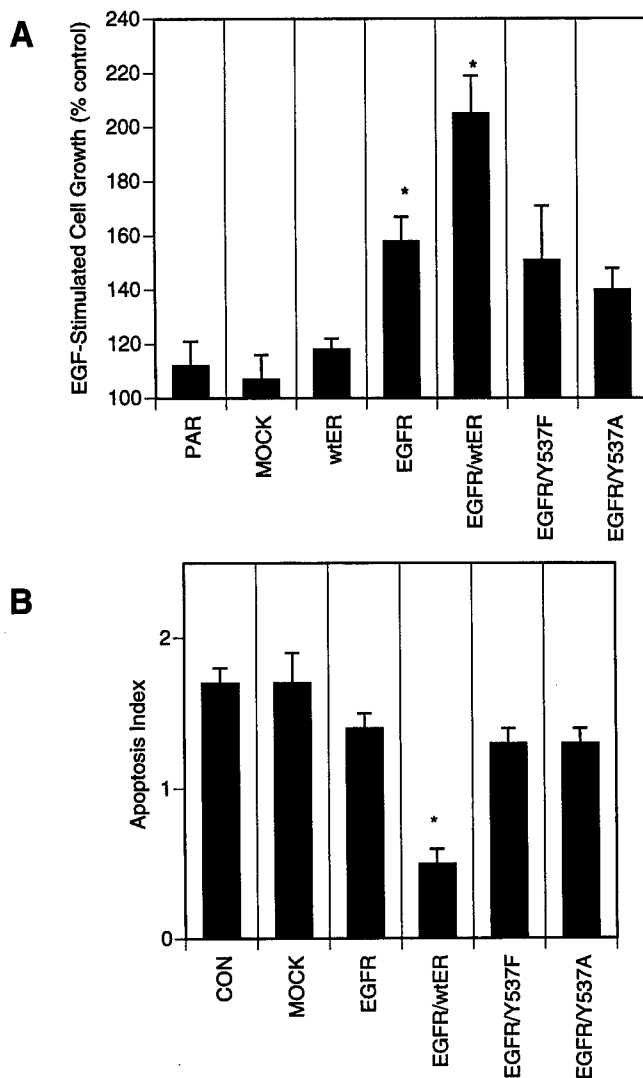 A
EGF-Stimulated Cell Growth (% control)
240
220
200
180
160
140
120
100
*
*
PAR
MOCK
wtER
EGFR
EGFR/wtER
EGFR/Y537F
EGFR/Y537A
B
Apoptosis Index
2
1
0
*
CON
MOCK
EGFR
EGFR/wtER
EGFR/Y537F
EGFR/Y537A